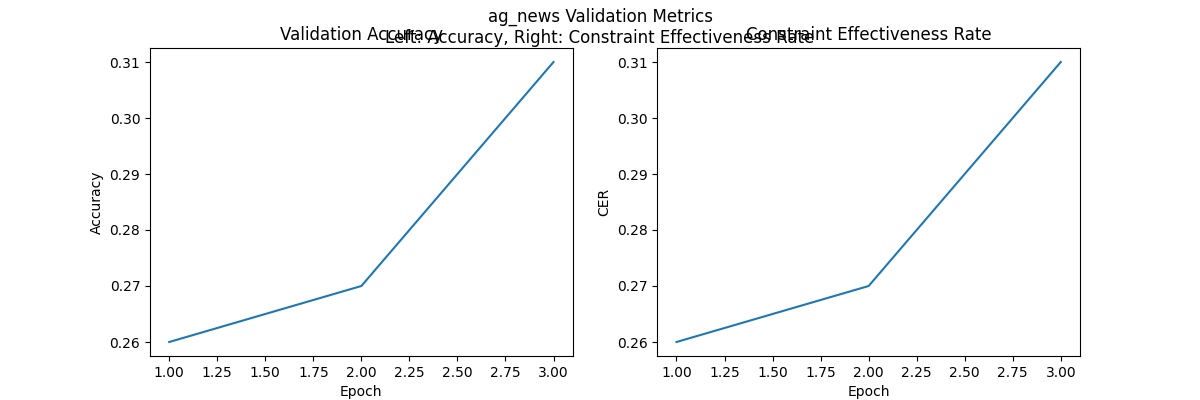 ag_news Validation Metrics
Left: Accuracy, Right: Constraint Effectiveness Rate
Validation Accuracy
Accuracy
0.31
0.30
0.29
0.28
0.27
0.26
1.00 1.25 1.50 1.75 2.00 2.25 2.50 2.75 3.00
Epoch
Constraint Effectiveness Rate
CER
0.31
0.30
0.29
0.28
0.27
0.26
1.00 1.25 1.50 1.75 2.00 2.25 2.50 2.75 3.00
Epoch